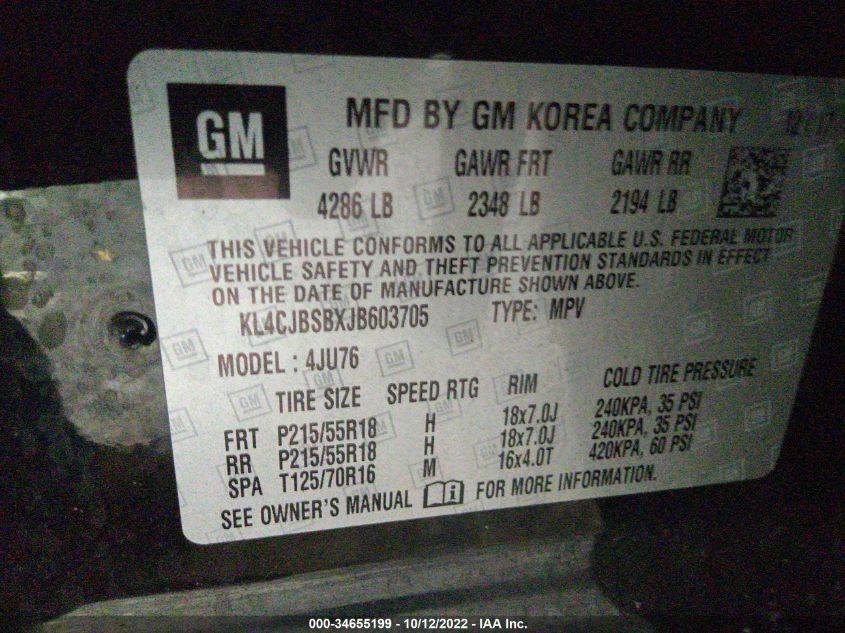 GM
MFD BY GM KOREA COMPANY 12/17
GVWR GAWR FRT GAWR RR
4286 LB 2348 LB 2194 LB
THIS VEHICLE CONFORMS TO ALL APPLICABLE U.S. FEDERAL MOTOR
VEHICLE SAFETY AND THEFT PREVENTION STANDARDS IN EFFECT
ON THE DATE OF MANUFACTURE SHOWN ABOVE.
KL4CJBSBXJB603705 TYPE: MPV
MODEL : 4JU76
TIRE SIZE SPEED RTG RIM COLD TIRE PRESSURE
FRT P215/55R18 H 18x7.0J 240KPA, 35 PSI
RR P215/55R18 H 18x7.0J 240KPA, 35 PSI
SPA T125/70R16 M 16x4.0T 420KPA, 60 PSI
SEE OWNER'S MANUAL FOR MORE INFORMATION.
000-34655199 - 10/12/2022 - IAA Inc.